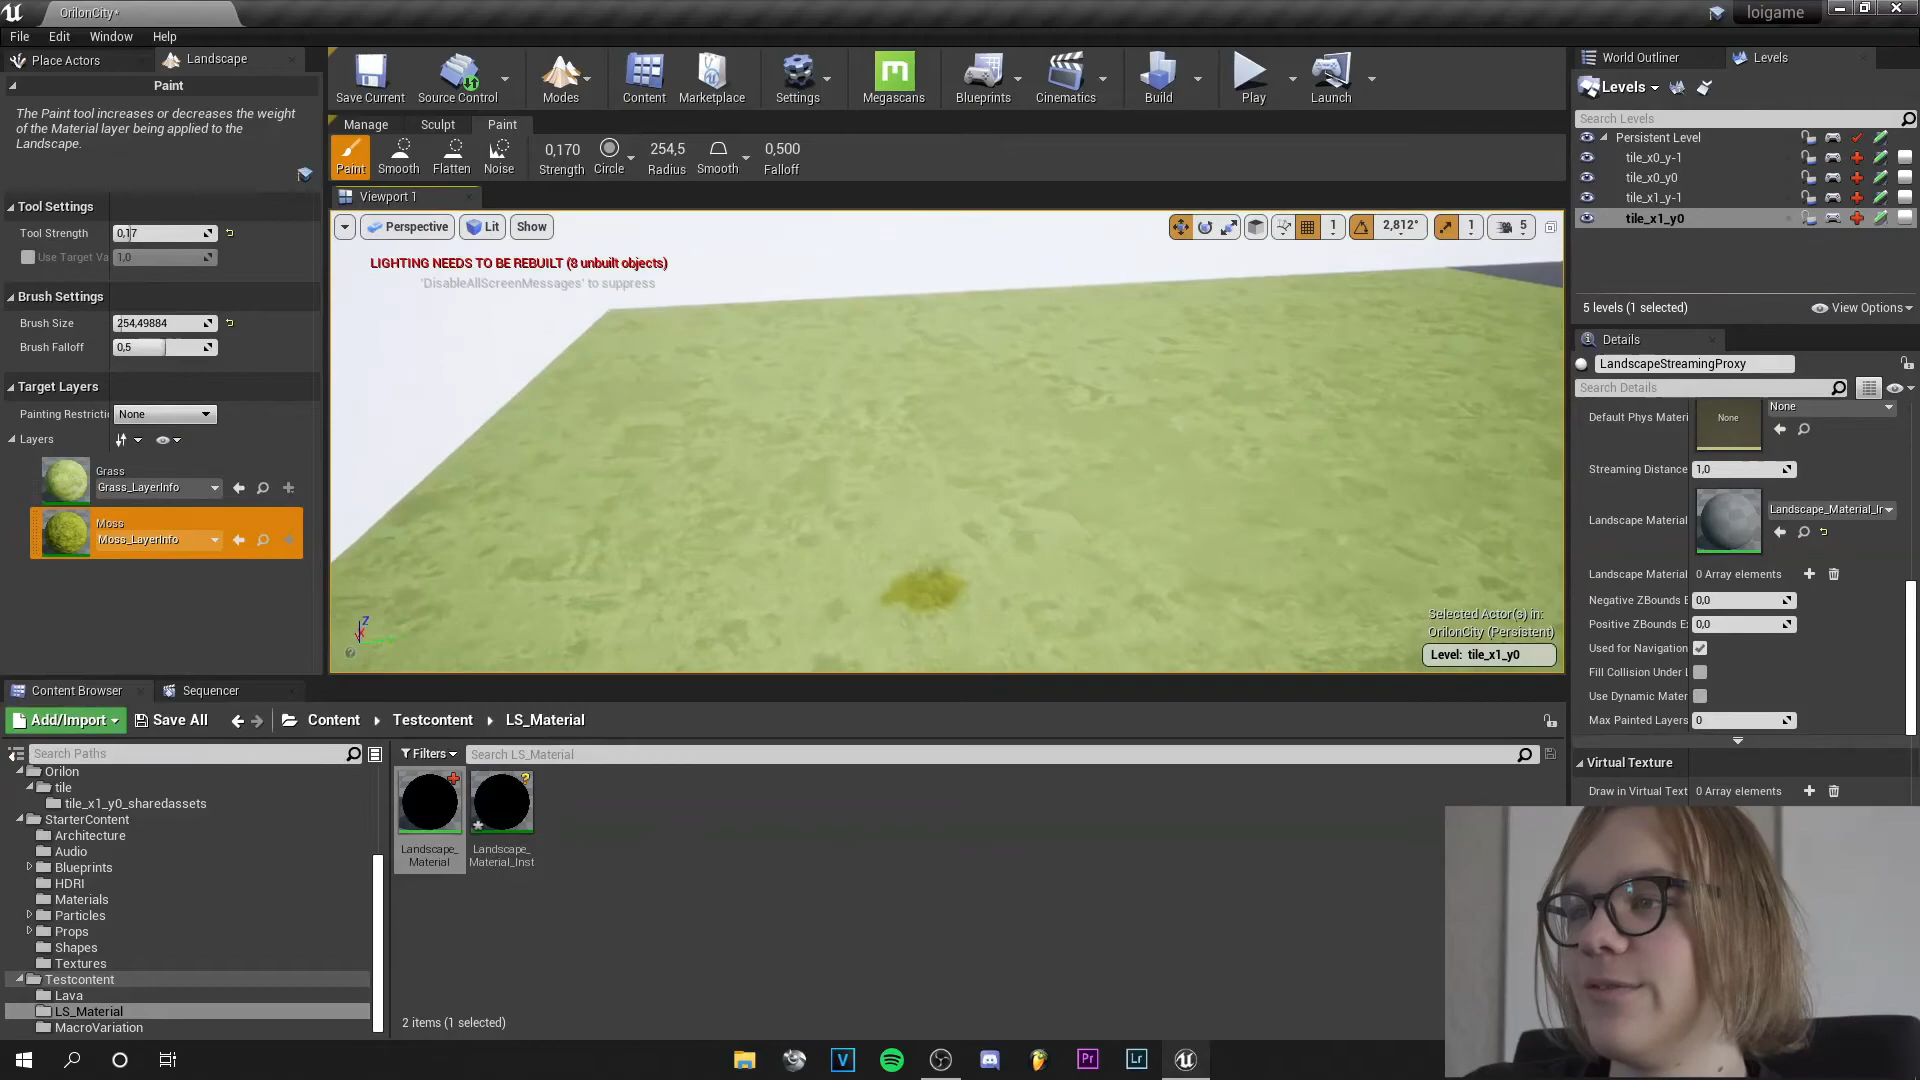 OrilonCity*
loigame
File Edit Window Help
Place Actors Landscape
Paint
The Paint tool increases or decreases the weight
of the Material layer being applied to the
Landscape.
Tool Settings
Tool Strength 0,17
Use Target Va 1,0
Brush Settings
Brush Size 254,49884
Brush Falloff 0,5
Target Layers
Painting Restricti None
Layers
Grass
Grass_LayerInfo
Moss
Moss_LayerInfo
Save Current Source Control Modes Content Marketplace Settings Megascans Blueprints Cinematics Build Play Launch
Manage Sculpt Paint
0,170 254,5 0,500
Paint Smooth Flatten Noise Strength Circle Radius Smooth Falloff
Viewport 1
Perspective Lit Show 1 2,812° 1 5
LIGHTING NEEDS TO BE REBUILT (8 unbuilt objects)
'DisableAllScreenMessages' to suppress
Z
X
Selected Actor(s) in:
OrilonCity (Persistent)
Level: tile_x1_y0
World Outliner Levels
Levels
Search Levels
Persistent Level
tile_x0_y-1
tile_x0_y0
tile_x1_y-1
tile_x1_y0
5 levels (1 selected) View Options
Details
LandscapeStreamingProxy
Search Details
Default Phys Materi None None
Streaming Distance 1,0
Landscape Material Landscape_Material_Ir
Landscape Material 0 Array elements
Negative ZBounds E 0,0
Positive ZBounds Ex 0,0
Used for Navigation
Fill Collision Under L
Use Dynamic Mater
Max Painted Layers 0
Virtual Texture
Draw in Virtual Text 0 Array elements
Content Browser Sequencer
Add/Import Save All Content Testcontent LS_Material
Search Paths
Filters Search LS_Material
Orilon
tile
tile_x1_y0_sharedassets
StarterContent
Architecture
Audio
Blueprints
HDRI
Materials
Particles
Props
Shapes
Textures
Testcontent
Lava
LS_Material
MacroVariation
Landscape_
Material
Landscape_
Material_Inst
2 items (1 selected)
V Pr Lr